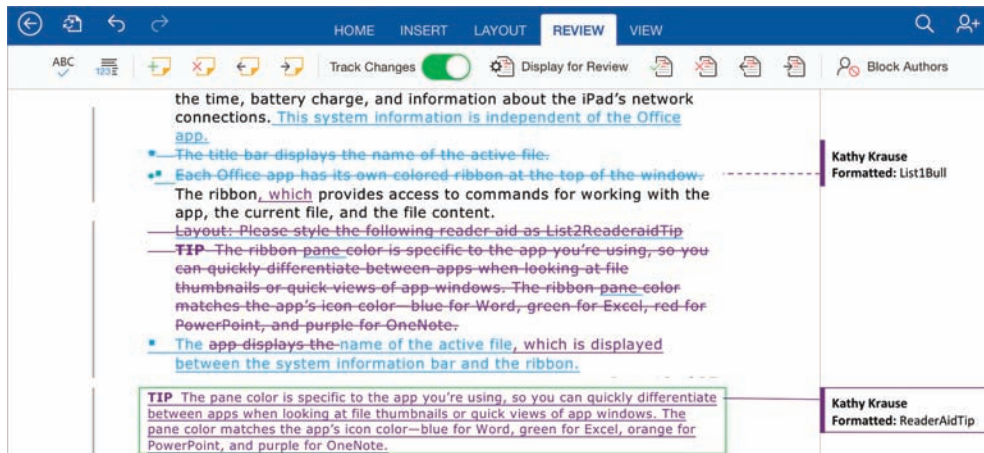 HOME INSERT LAYOUT REVIEW VIEW
ABC
123
Track Changes Display for Review Block Authors
the time, battery charge, and information about the iPad's network
connections. This system information is independent of the Office
app.
The title bar displays the name of the active file.
Each Office app has its own colored ribbon at the top of the window.
The ribbon, which provides access to commands for working with the
app, the current file, and the file content.
Layout: Please style the following reader aid as List2ReaderaidTip
TIP The ribbon pane color is specific to the app you're using, so you
can quickly differentiate between apps when looking at file
thumbnails or quick views of app windows. The ribbon pane color
matches the app's icon color—blue for Word, green for Excel, red for
PowerPoint, and purple for OneNote.
The app displays the name of the active file, which is displayed
between the system information bar and the ribbon.
TIP The pane color is specific to the app you're using, so you can quickly differentiate
between apps when looking at file thumbnails or quick views of app windows. The
pane color matches the app's icon color—blue for Word, green for Excel, orange for
PowerPoint, and purple for OneNote.
Kathy Krause
Formatted: List1Bull
Kathy Krause
Formatted: ReaderAidTip